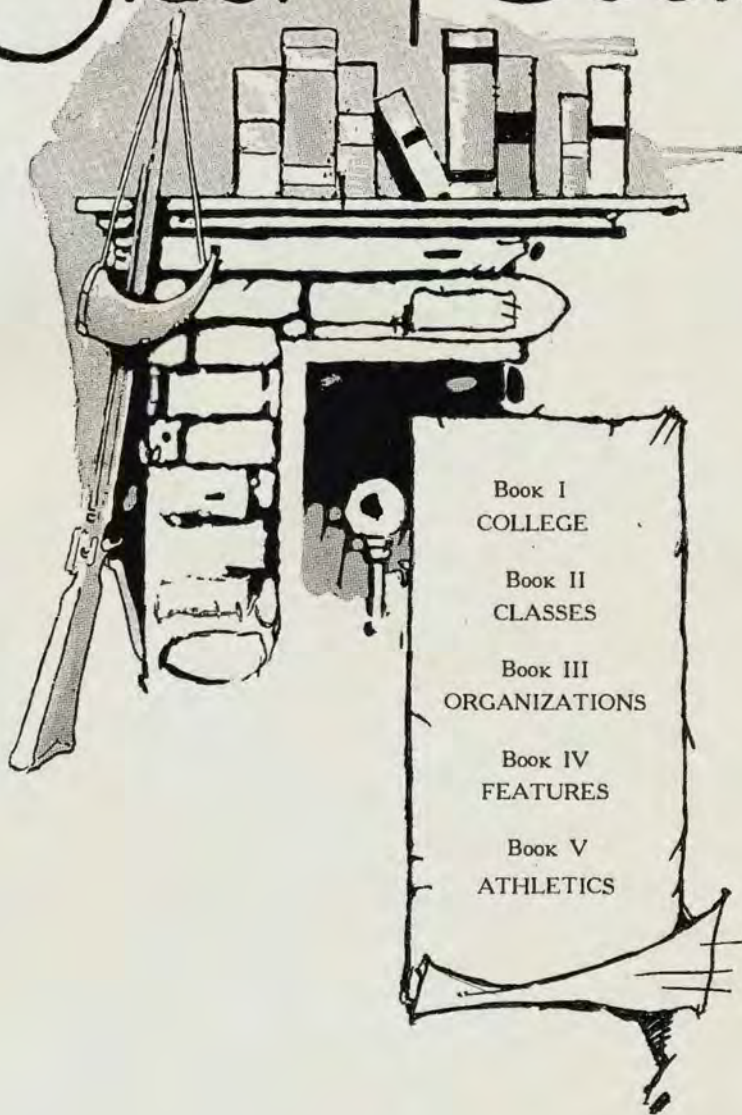 Book I
COLLEGE
Book II
CLASSES
Book III
ORGANIZATIONS
Book IV
FEATURES
Book V
ATHLETICS